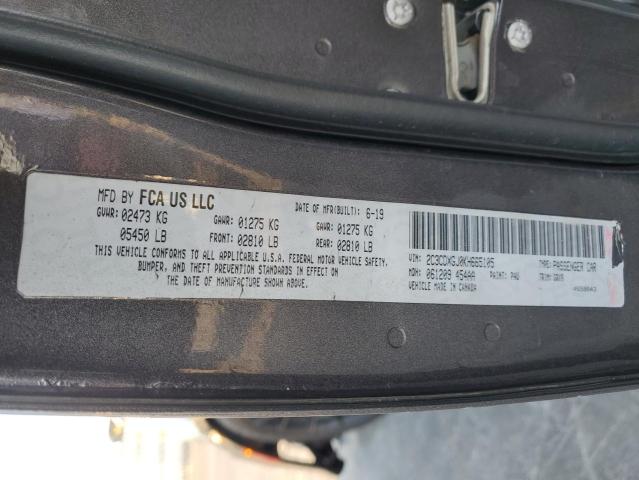 MFD BY FCA US LLC DATE OF MFR(BUILT): 6-19
GVWR: 02473 KG GAWR: 01275 KG GAWR: 01275 KG
05450 LB FRONT: 02810 LB REAR: 02810 LB
THIS VEHICLE CONFORMS TO ALL APPLICABLE U.S.A. FEDERAL MOTOR VEHICLE SAFETY,
BUMPER, AND THEFT PREVENTION STANDARDS IN EFFECT ON
THE DATE OF MANUFACTURE SHOWN ABOVE.
VIN: 2C3CDXGJ0KH665105 TYPE: PASSENGER CAR
MDH: 061209 454AA PAINT: PAU TRIM:
VEHICLE MADE IN CANADA